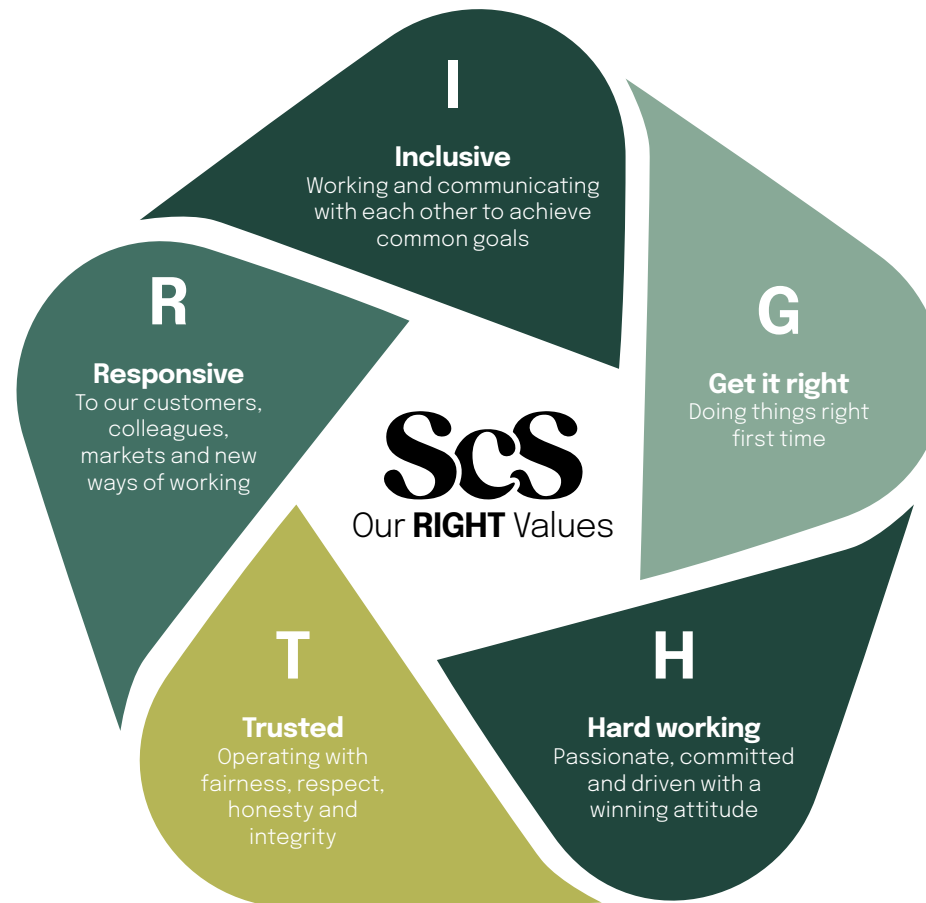 I
Inclusive
Working and communicating
with each other to achieve
common goals
R
Responsive
To our customers,
colleagues,
markets and new
ways of working
G
Get it right
Doing things right
first time
ScS
Our RIGHT Values
T
Trusted
Operating with
fairness, respect,
honesty and
integrity
H
Hard working
Passionate, committed
and driven with a
winning attitude